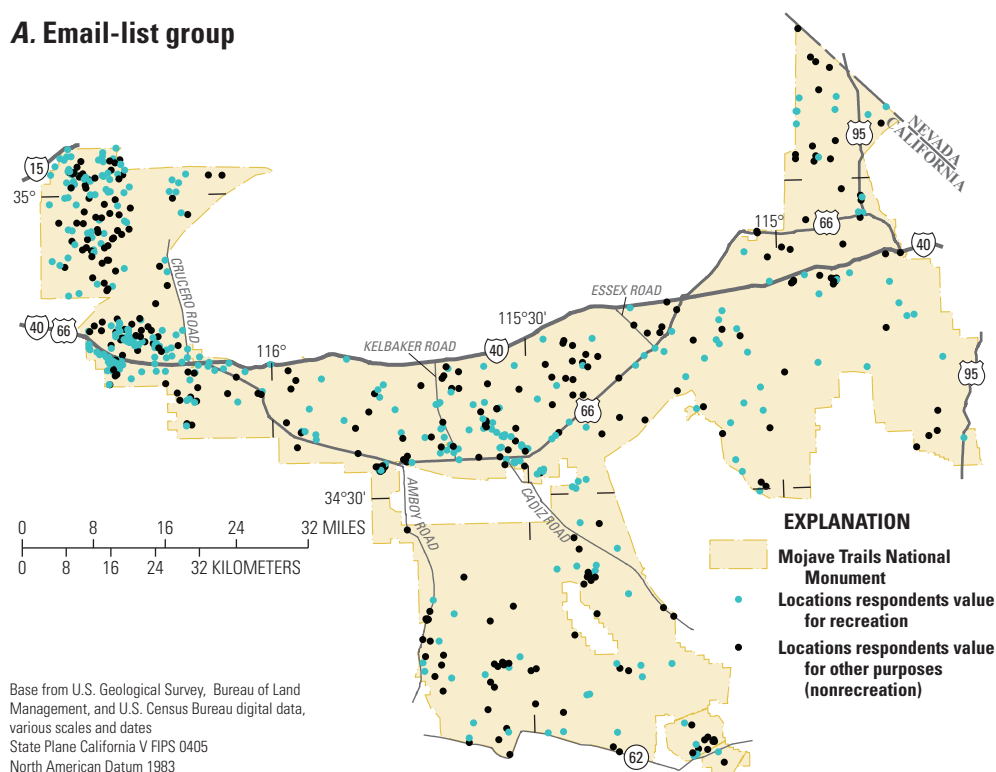 A. Email-list group
15
35°
CRUCERO ROAD
40
66
116°
KELBAKER ROAD
40
115°30'
ESSEX ROAD
66
115°
66
95
NEVADA
CALIFORNIA
40
95
34°30'
AMBOY ROAD
CADIZ ROAD
62
0 8 16 24 32 MILES
0 8 16 24 32 KILOMETERS
EXPLANATION
Mojave Trails National
Monument
Locations respondents value
for recreation
Locations respondents value
for other purposes
(nonrecreation)
Base from U.S. Geological Survey, Bureau of Land
Management, and U.S. Census Bureau digital data,
various scales and dates
State Plane California V FIPS 0405
North American Datum 1983